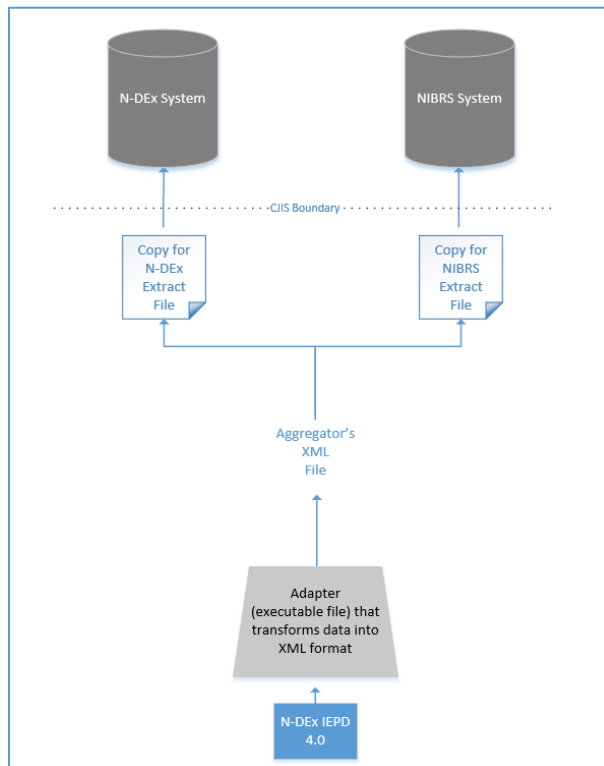 N-DEx System
NIBRS System
CJIS Boundary
Copy for
N-DEx
Extract
File
Copy for
NIBRS
Extract
File
Aggregator's
XML
File
Adapter
(executable file) that
transforms data into
XML format
N-DEx IEPD
4.0